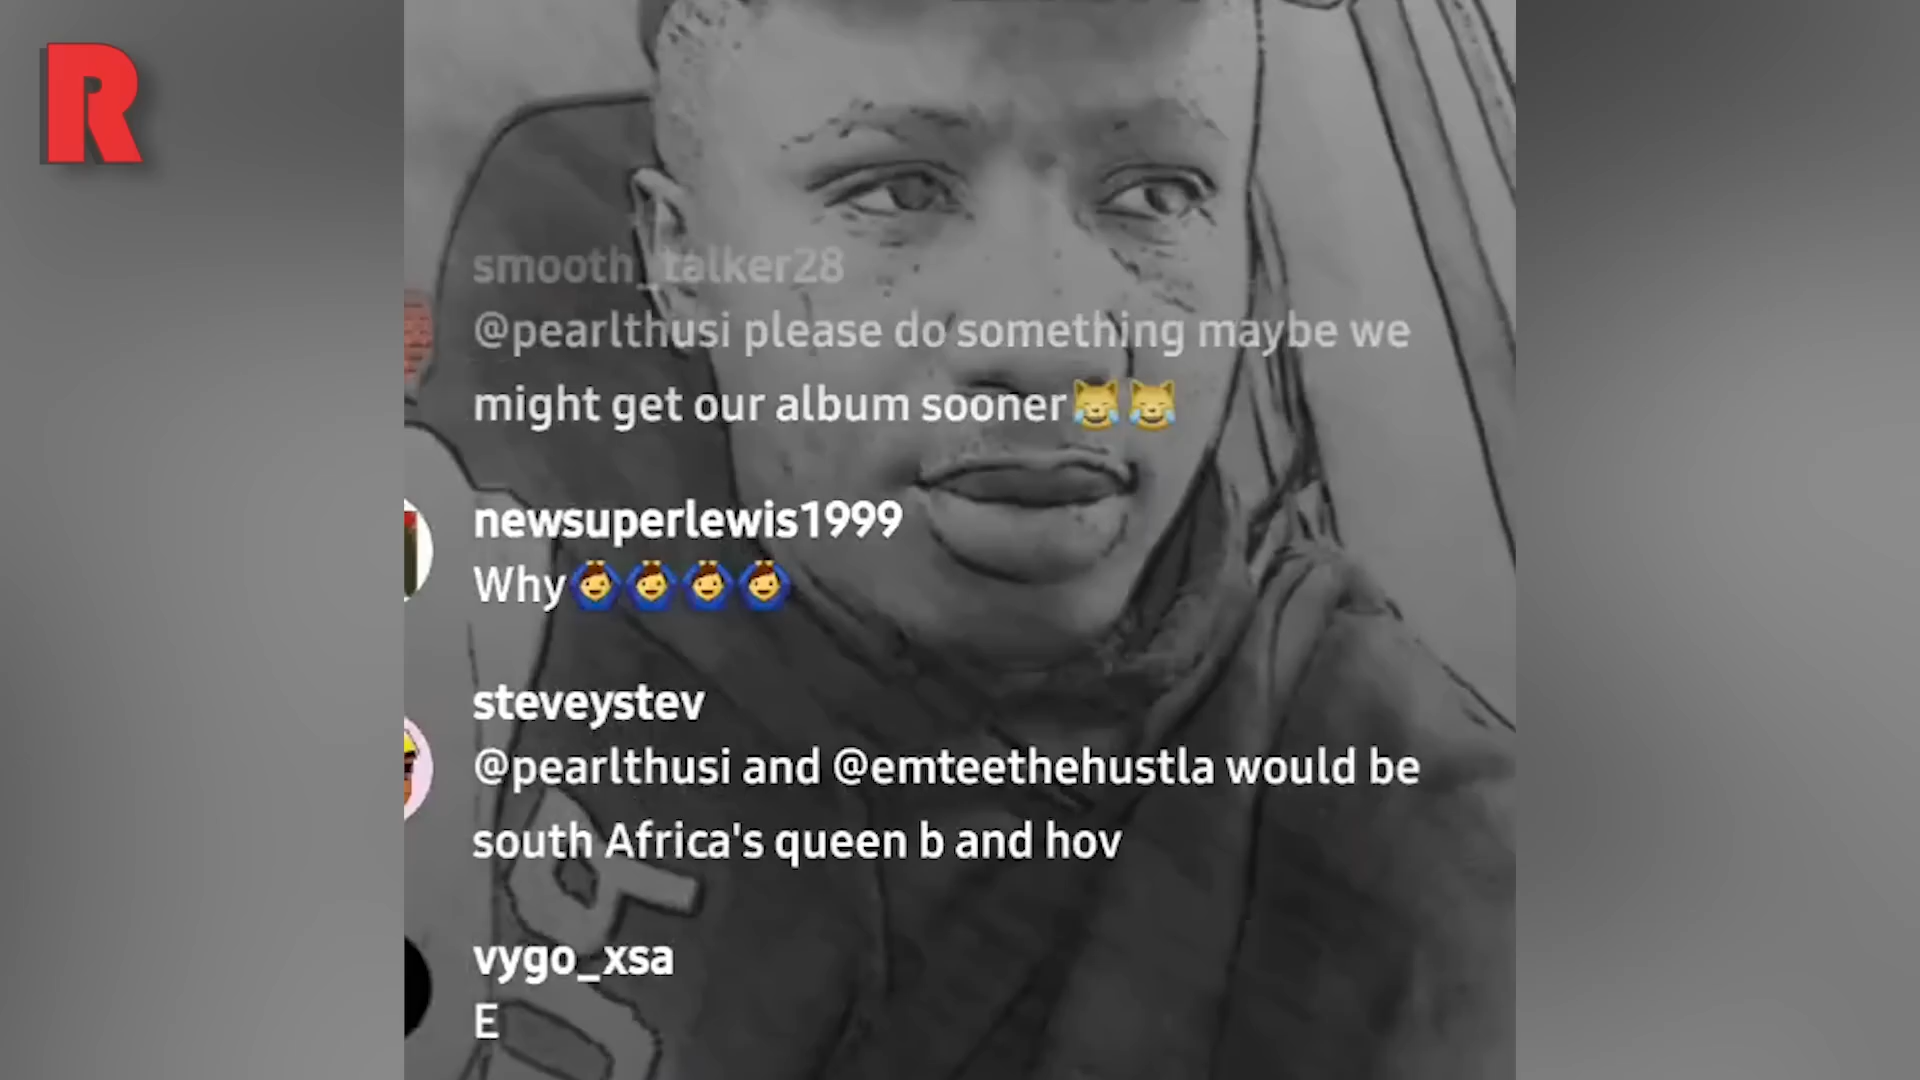 R
smooth_talker28
@pearlthusi please do something maybe we
might get our album sooner😹😹
newsuperlewis1999
Why🙆🙆🙆🙆
steveystev
@pearlthusi and @emteethehustla would be
south Africa's queen b and hov
vygo_xsa
E